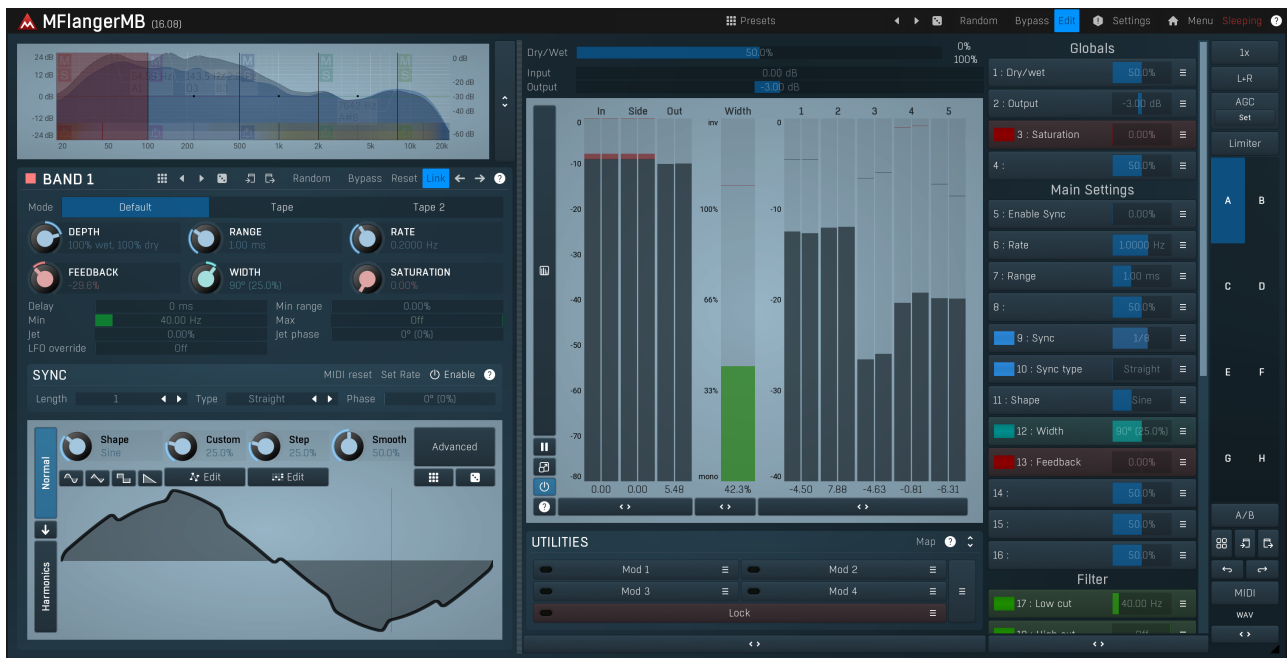 MFlangerMB (16.08)
Presets
Random Bypass Edit Settings Menu Sleeping ?
24 dB
12 dB
0 dB
-12 dB
-24 dB
0 dB
-20 dB
-30 dB
-40 dB
-60 dB
20 50 100 200 500 1k 2k 5k 10k 20k
BAND 1 Random Bypass Reset Link ?
Mode Default Tape Tape 2
DEPTH RANGE RATE
100% wet, 100% dry 1.00 ms 0.2000 Hz
FEEDBACK WIDTH SATURATION
-29.6% 90° (25.0%) 0.00%
Delay 0 ms Min range 0.00%
Min 40.00 Hz Max Off
Jet 0.00% Jet phase 0° (0%)
LFO override Off
SYNC MIDI reset Set Rate Enable ?
Length 1 Type Straight Phase 0° (0%)
Normal
Harmonics
Shape Custom Step Smooth Advanced
Sine 25.0% 25.0% 50.0%
Edit Edit
Dry/Wet 50.0% 0% 100%
Input 0.00 dB
Output -3.00 dB
In Side Out Width 1 2 3 4 5
0 inv 0
-10
-20 100% -10
-30
-40 66% -20
-50
-60 33% -30
-70
-80 mono -40
0.00 0.00 5.48 42.3% -4.50 7.88 -4.63 -0.81 -6.31
?
UTILITIES Map ?
Mod 1 Mod 2
Mod 3 Mod 4
Lock
Globals
1 : Dry/wet 50.0%
2 : Output -3.00 dB
3 : Saturation 0.00%
4 : 50.0%
Main Settings
5 : Enable Sync 0.00%
6 : Rate 1.0000 Hz
7 : Range 1.00 ms
8 : 50.0%
9 : Sync 1/8
10 : Sync type Straight
11 : Shape Sine
12 : Width 90° (25.0%)
13 : Feedback 0.00%
14 : 50.0%
15 : 50.0%
16 : 50.0%
Filter
17 : Low cut 40.00 Hz
18 : High cut Off
1x
L+R
AGC
Set
Limiter
A B
C D
E F
G H
A/B
MIDI
WAV